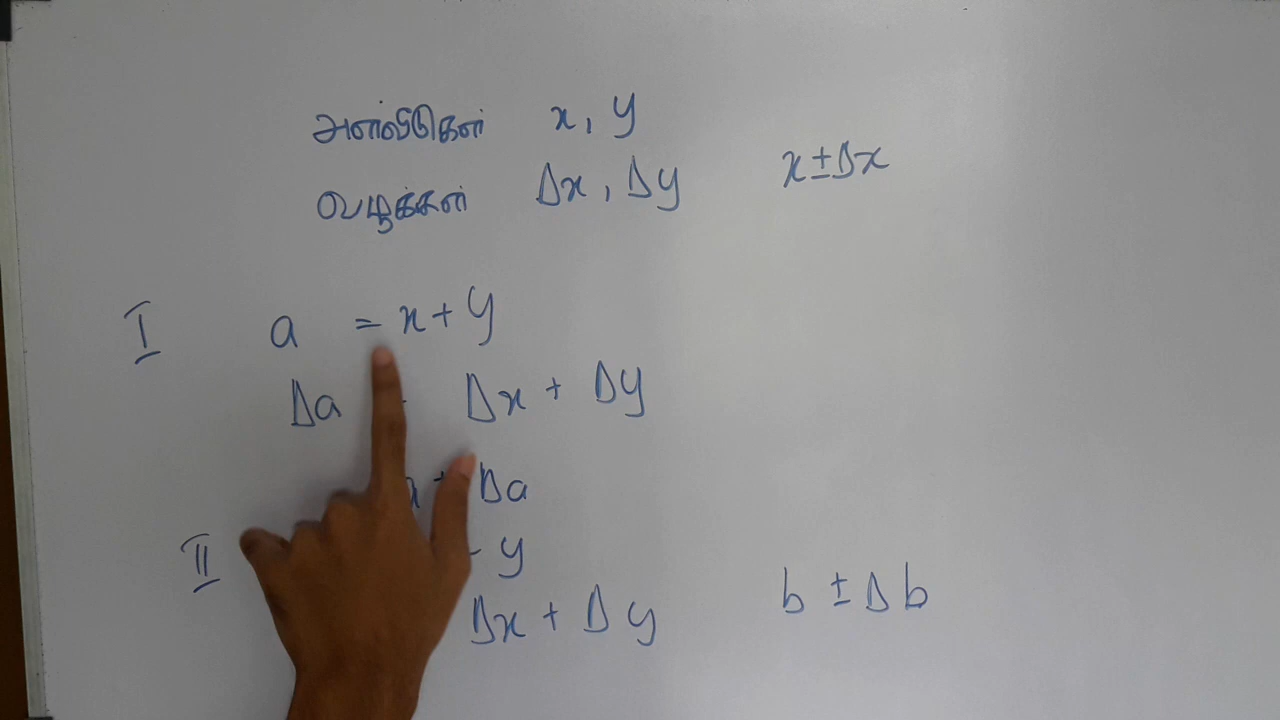 அளவீடுகள் x, y
வழுக்கள் Δx, Δy x±Δx
I a = x + y
Δa Δx + Δy
Δa
II - y
Δx + Δy b ± Δb